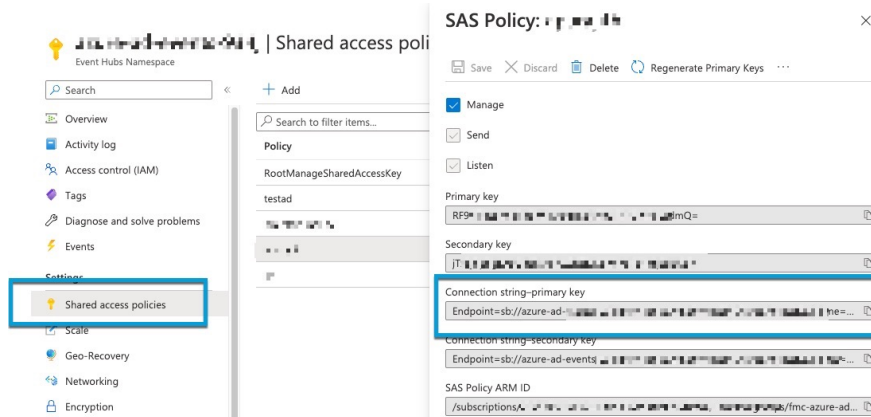 | Shared access poli
Event Hubs Namespace
Search
«
Overview
Activity log
Access control (IAM)
Tags
Diagnose and solve problems
Events
Settings
Shared access policies
Scale
Geo-Recovery
Networking
Encryption
+ Add
Search to filter items...
Policy
RootManageSharedAccessKey
testad
SAS Policy:
Save
Discard
Delete
Regenerate Primary Keys
...
Manage
Send
Listen
Primary key
RF9 dmQ=
Secondary key
jT
Connection string–primary key
Endpoint=sb://azure-ad- me=...
Connection string–secondary key
Endpoint=sb://azure-ad-events =...
SAS Policy ARM ID
/subscriptions/ ps/fmc-azure-ad...